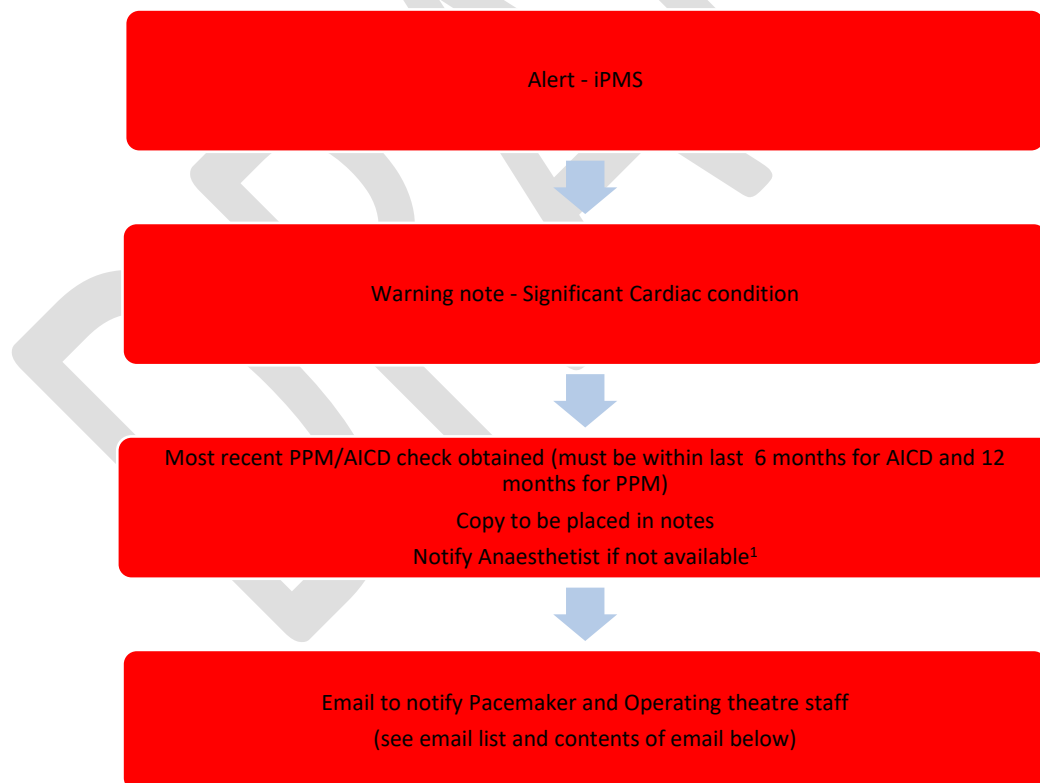 Alert - iPMS
Warning note - Significant Cardiac condition
Most recent PPM/AICD check obtained (must be within last 6 months for AICD and 12
months for PPM)
Copy to be placed in notes
Notify Anaesthetist if not available¹
Email to notify Pacemaker and Operating theatre staff
(see email list and contents of email below)